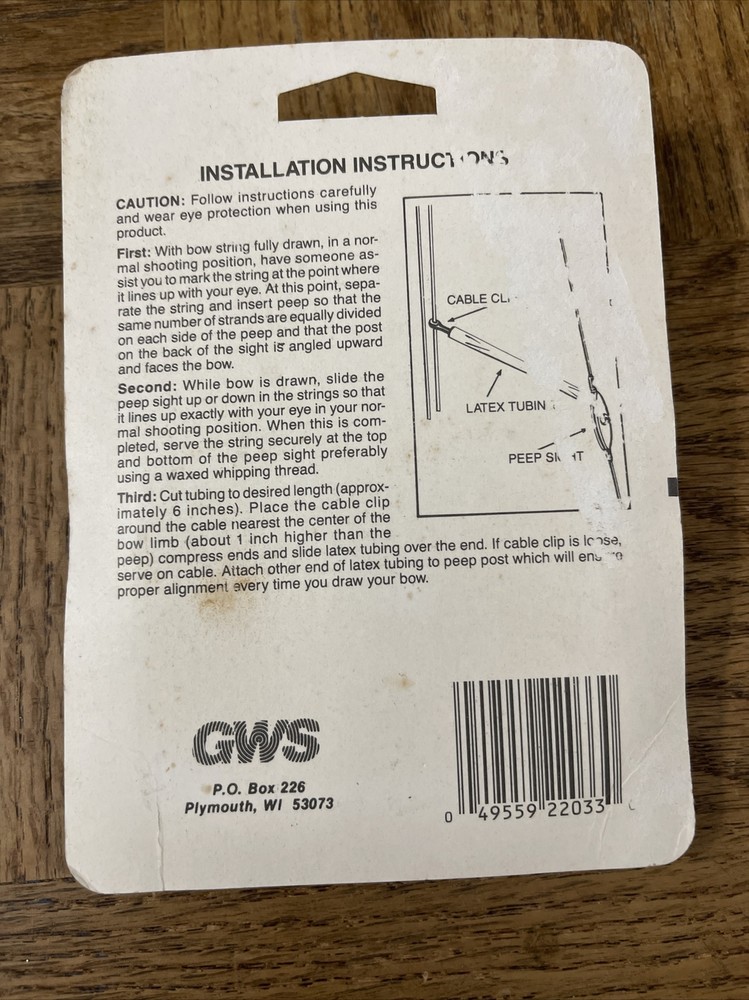 INSTALLATION INSTRUCTIONS
CAUTION: Follow instructions carefully
and wear eye protection when using this
product.
First: With bow string fully drawn, in a nor-
mal shooting position, have someone as-
sist you to mark the string at the point where
it lines up with your eye. At this point, sepa-
rate the string and insert peep so that the
same number of strands are equally divided
on each side of the peep and that the post
on the back of the sight is angled upward
and faces the bow.
Second: While bow is drawn, slide the
peep sight up or down in the strings so that
it lines up exactly with your eye in your nor-
mal shooting position. When this is com-
pleted, serve the string securely at the top
and bottom of the peep sight preferably
using a waxed whipping thread.
Third: Cut tubing to desired length (approx-
imately 6 inches). Place the cable clip
around the cable nearest the center of the
bow limb (about 1 inch higher than the
peep) compress ends and slide latex tubing over the end. If cable clip is loose,
serve on cable. Attach other end of latex tubing to peep post which will ensure
proper alignment every time you draw your bow.
CABLE CLI
LATEX TUBIN
PEEP SIGHT
GWS
P.O. Box 226
Plymouth, WI 53073
0 49559 22033